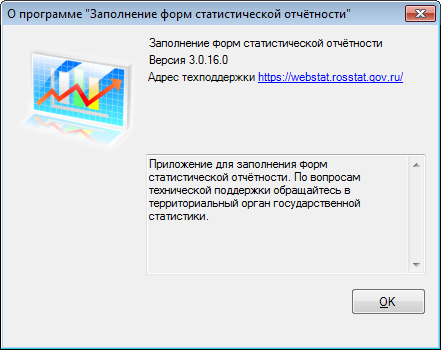 О программе "Заполнение форм статистической отчётности"
Заполнение форм статистической отчётности
Версия 3.0.16.0
Адрес техподдержки https://webstat.rosstat.gov.ru/
Приложение для заполнения форм
статистической отчётности. По вопросам
технической поддержки обращайтесь в
территориальный орган государственной
статистики.
OK